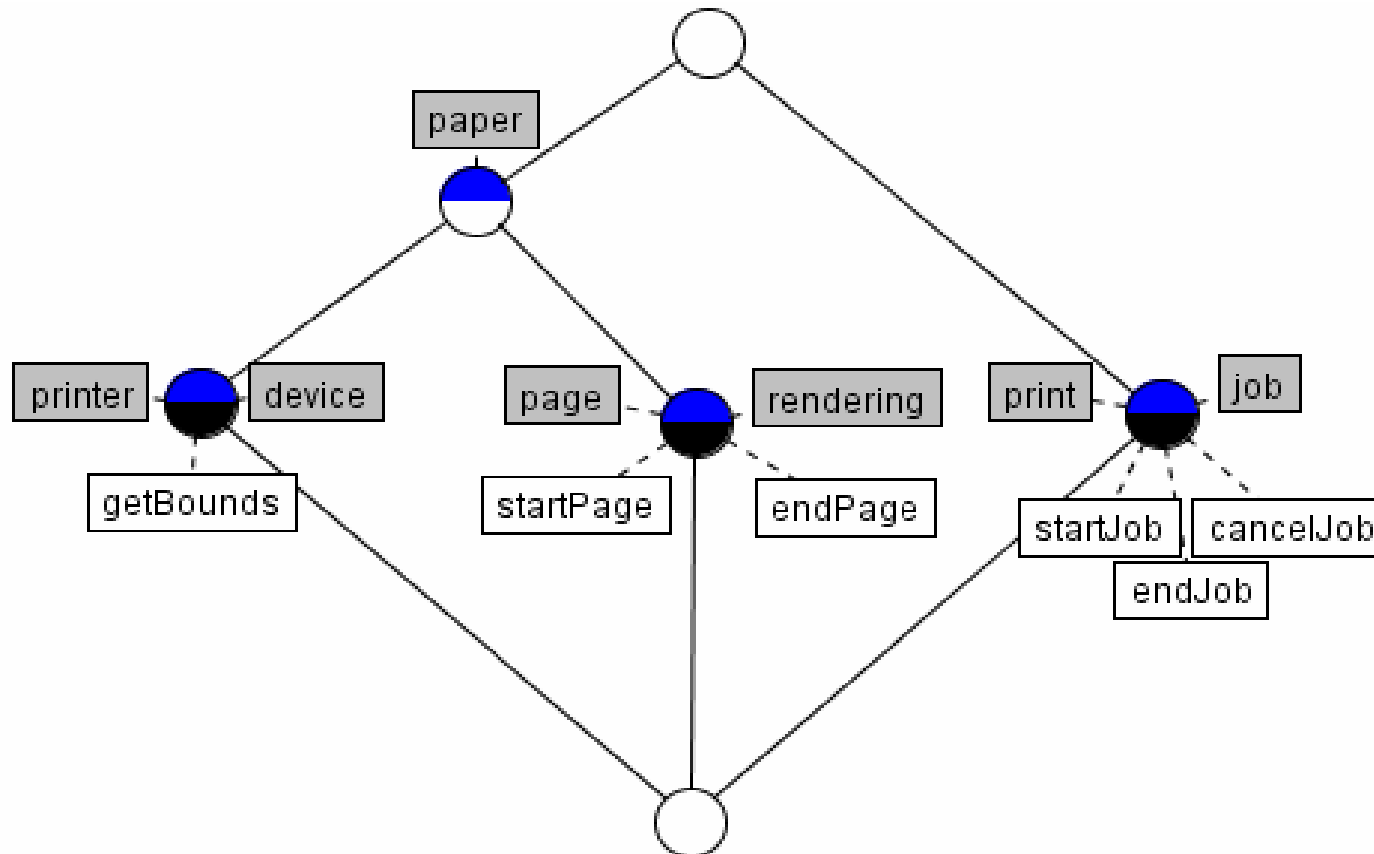 paper
printer
device
page
rendering
print
job
getBounds
startPage
endPage
startJob
cancelJob
endJob